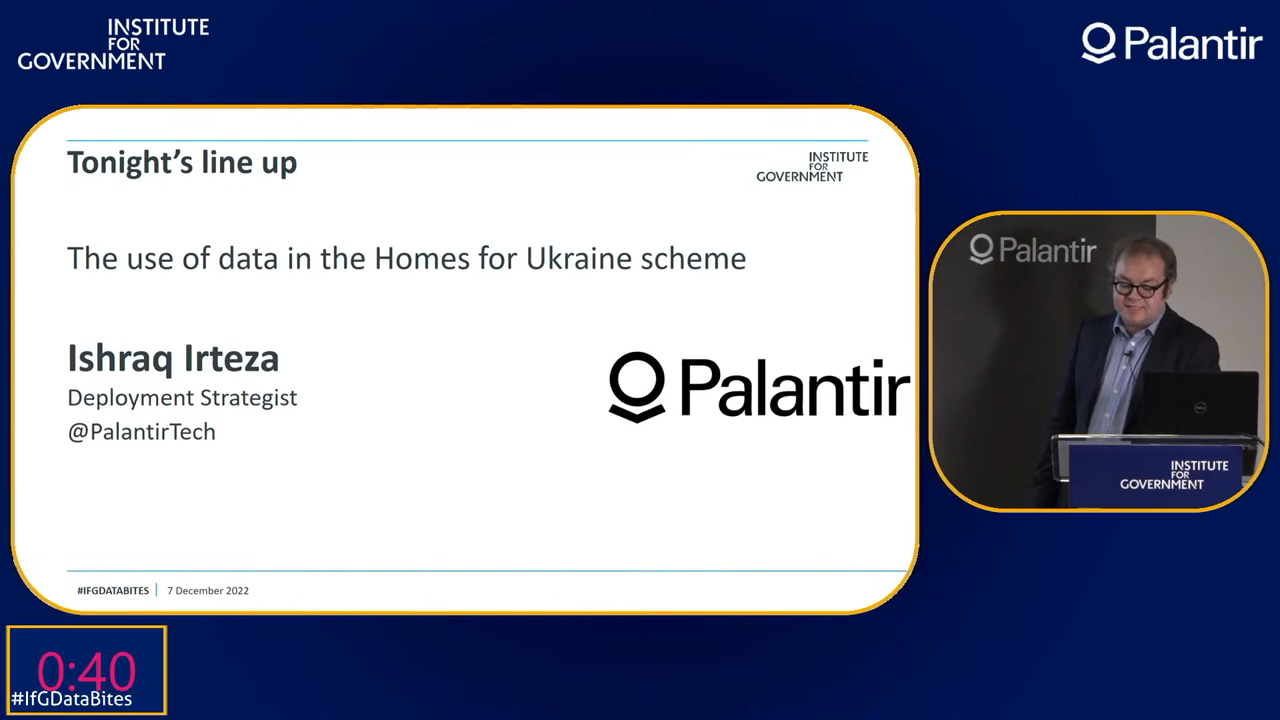 INSTITUTE
FOR
GOVERNMENT
Palantir
Tonight's line up
INSTITUTE
FOR
GOVERNMENT
The use of data in the Homes for Ukraine scheme
Ishraq Irteza
Deployment Strategist
@PalantirTech
Palantir
#IFGDATABITES
7 December 2022
Palantir
INSTITUTE
FOR
GOVERNMENT
0:40
#IfGDataBites